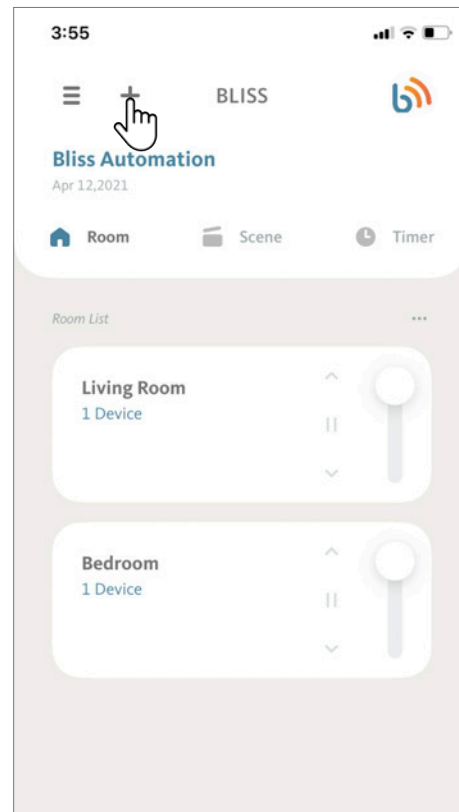 3:55
BLISS
Bliss Automation
Apr 12,2021
Room Scene Timer
Room List
Living Room
1 Device
Bedroom
1 Device